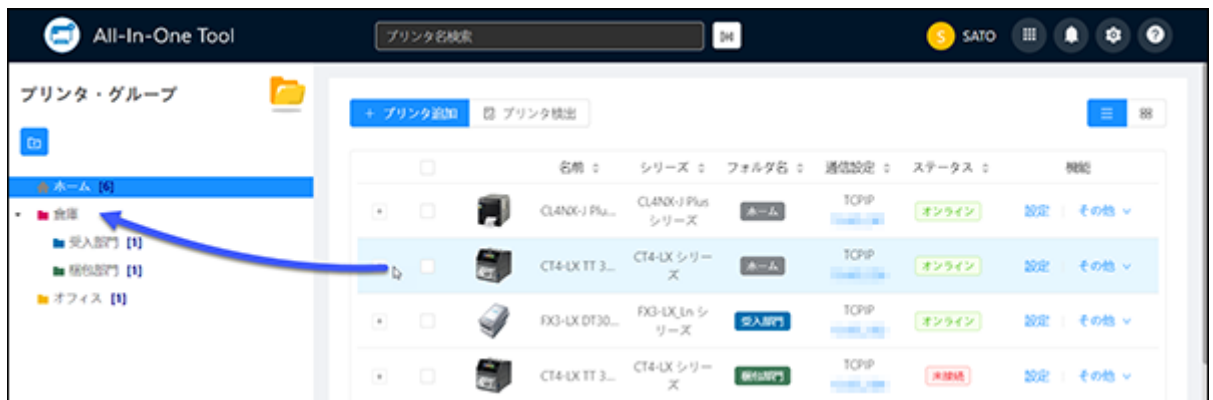 All-In-One Tool
プリンタ名検索
S SATO
プリンタ・グループ
+ プリンタ追加
プリンタ検出
名前
シリーズ
フォルダ名
通信設定
ステータス
機能
ホーム [6]
倉庫
受入部門 [1]
梱包部門 [1]
オフィス [1]
CL4NX-J Plu...
CL4NX-J Plus
シリーズ
ホーム
TCPIP
オンライン
設定
その他
CT4-LX TT 3...
CT4-LX シリー
ズ
ホーム
TCPIP
オンライン
設定
その他
FX3-LX DT30...
FX3-LX_Ln シ
リーズ
受入部門
TCPIP
オンライン
設定
その他
CT4-LX TT 3...
CT4-LX シリー
ズ
梱包部門
TCPIP
未接続
設定
その他